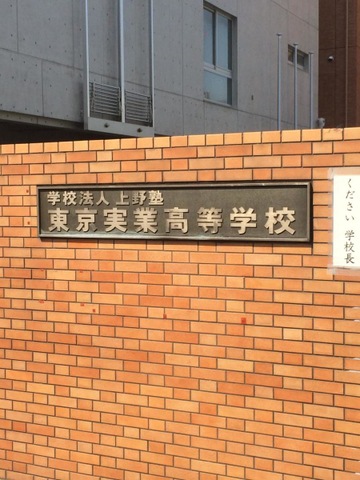 学校法人 上野塾
東京実業高等学校
ください 学校長